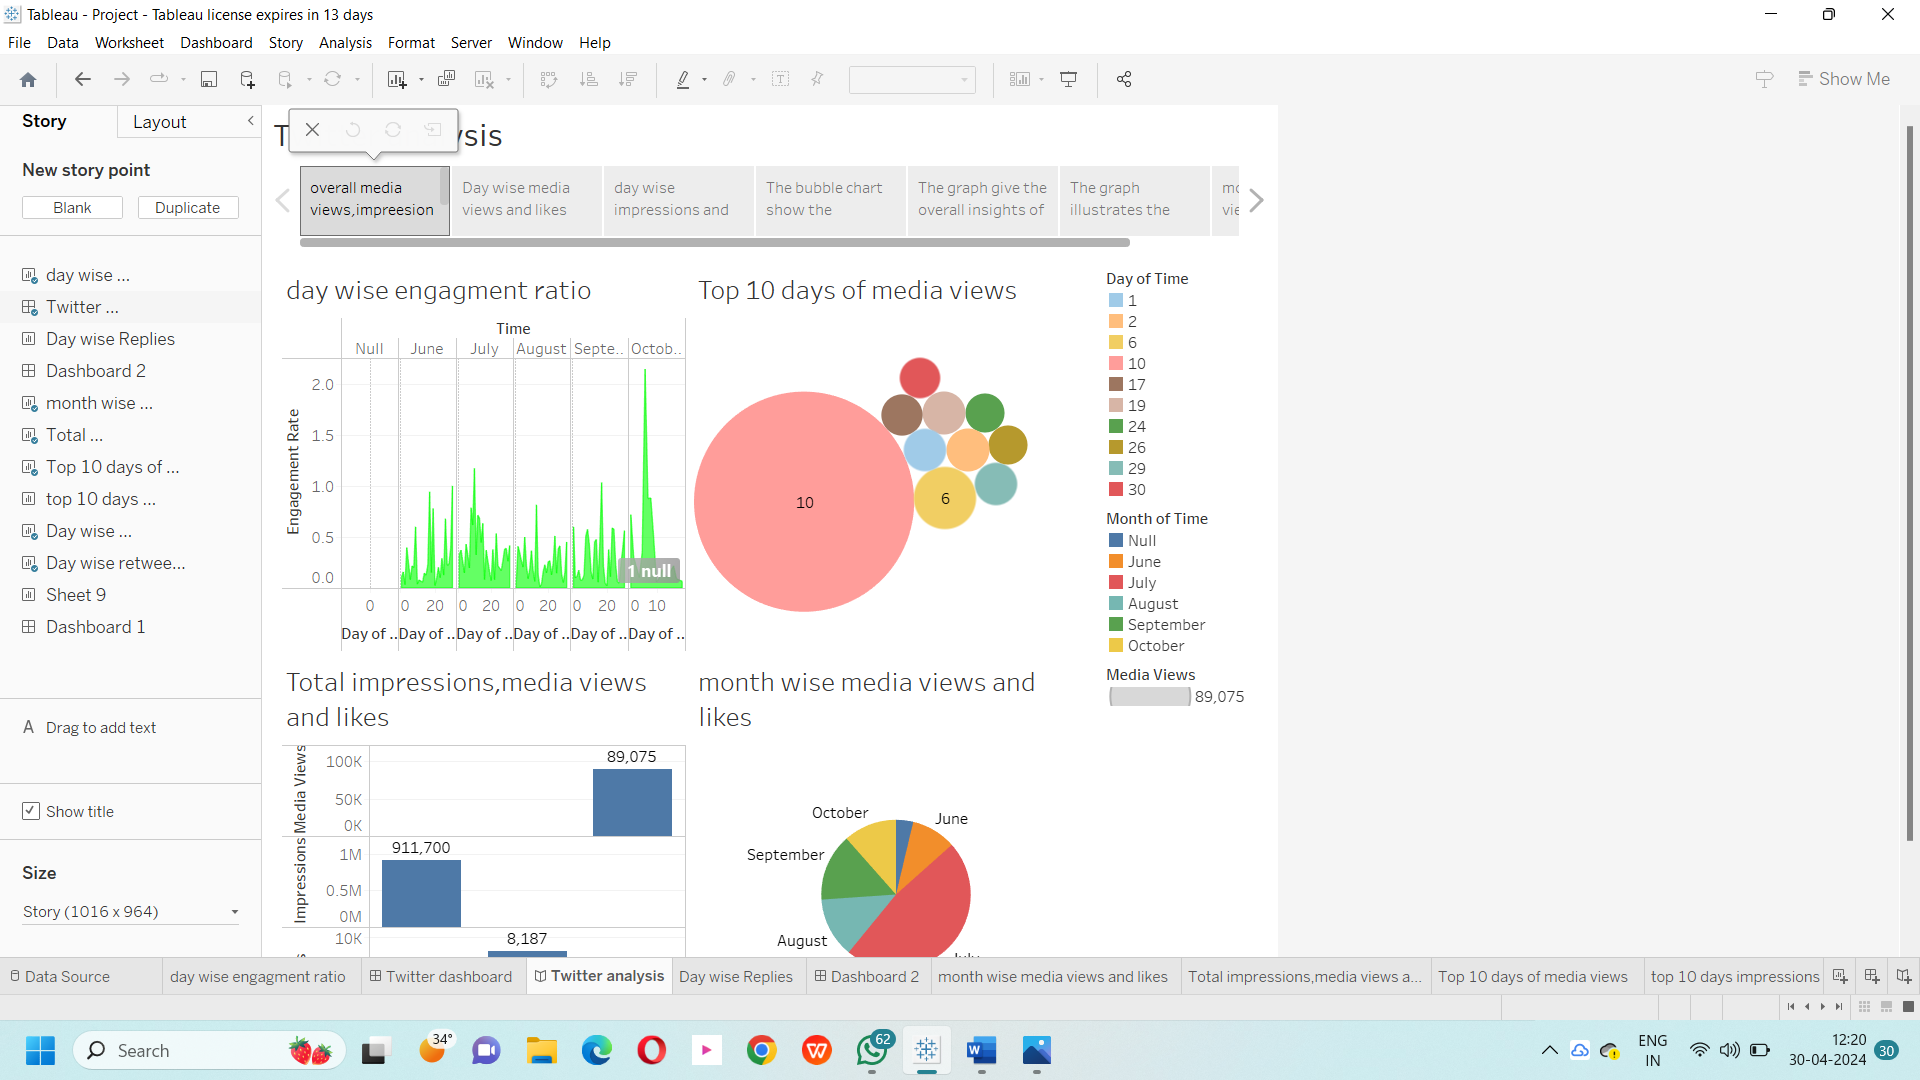 Tableau - Project - Tableau license expires in 13 days
File Data Worksheet Dashboard Story Analysis Format Server Window Help
Show Me
Story
Layout
New story point
Blank
Duplicate
day wise ...
Twitter ...
Day wise Replies
Dashboard 2
month wise ...
Total ...
Top 10 days of ...
top 10 days ...
Day wise ...
Day wise retwee...
Sheet 9
Dashboard 1
A Drag to add text
Show title
Size
Story (1016 x 964)
overall media
views,impreesion
Day wise media
views and likes
day wise
impressions and
The bubble chart
show the
The graph give the
overall insights of
The graph
illustrates the
day wise engagment ratio
Time
Null June July August Septe.. Octob..
Engagement Rate
2.0
1.5
1.0
0.5
0.0
1 null
0 0 20 0 20 0 20 0 20 0 10
Day of .. Day of .. Day of .. Day of .. Day of .. Day of ..
Top 10 days of media views
10
6
Day of Time
1
2
6
10
17
19
24
26
29
30
Month of Time
Null
June
July
August
September
October
Media Views
89,075
Total impressions,media views
and likes
Media Views
100K
50K
0K
89,075
Impressions
1M
0.5M
0M
911,700
10K
8,187
month wise media views and
likes
October
June
September
August
Data Source
day wise engagment ratio
Twitter dashboard
Twitter analysis
Day wise Replies
Dashboard 2
month wise media views and likes
Total impressions,media views a...
Top 10 days of media views
top 10 days impressions
34°
Search
62
ENG
IN
12:20
30-04-2024
30